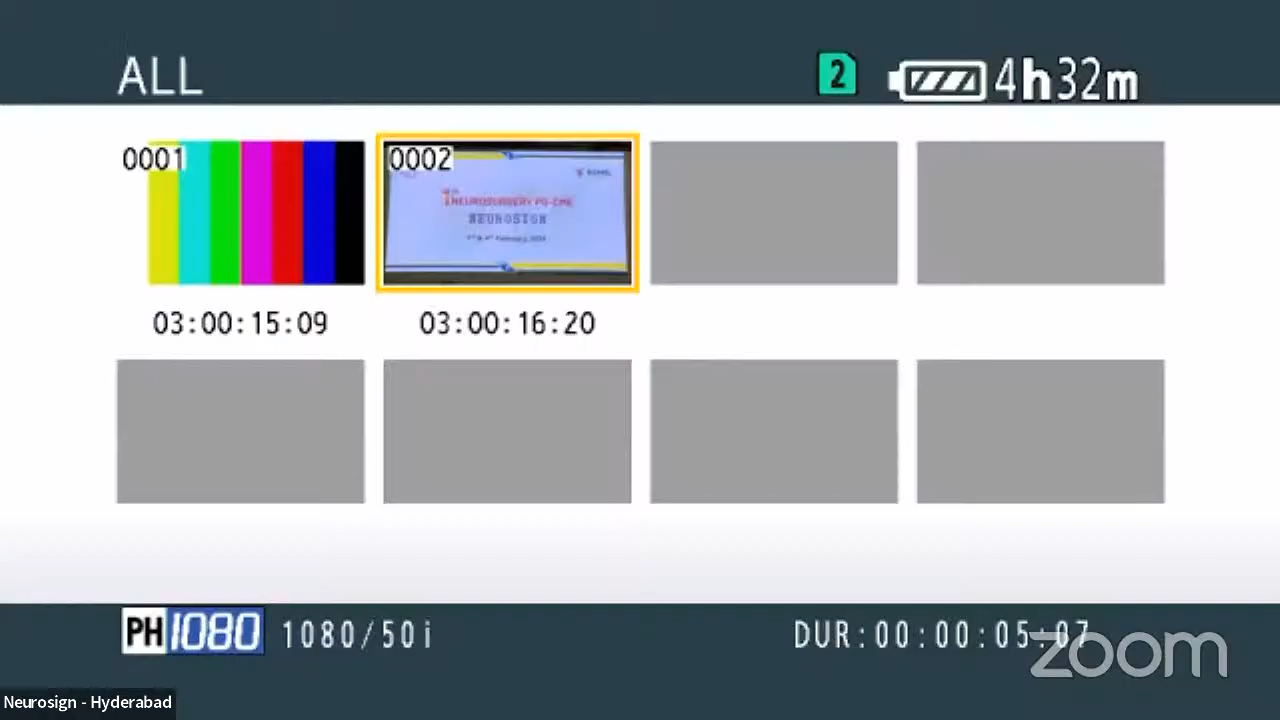 ALL
2
4h32m
0001
0002
NEUROSURGERY PG-CME
NEUROSIGN
03:00:15:09
03:00:16:20
PH 1080 1080/50i
DUR:00:00:05:07
zoom
Neurosign - Hyderabad